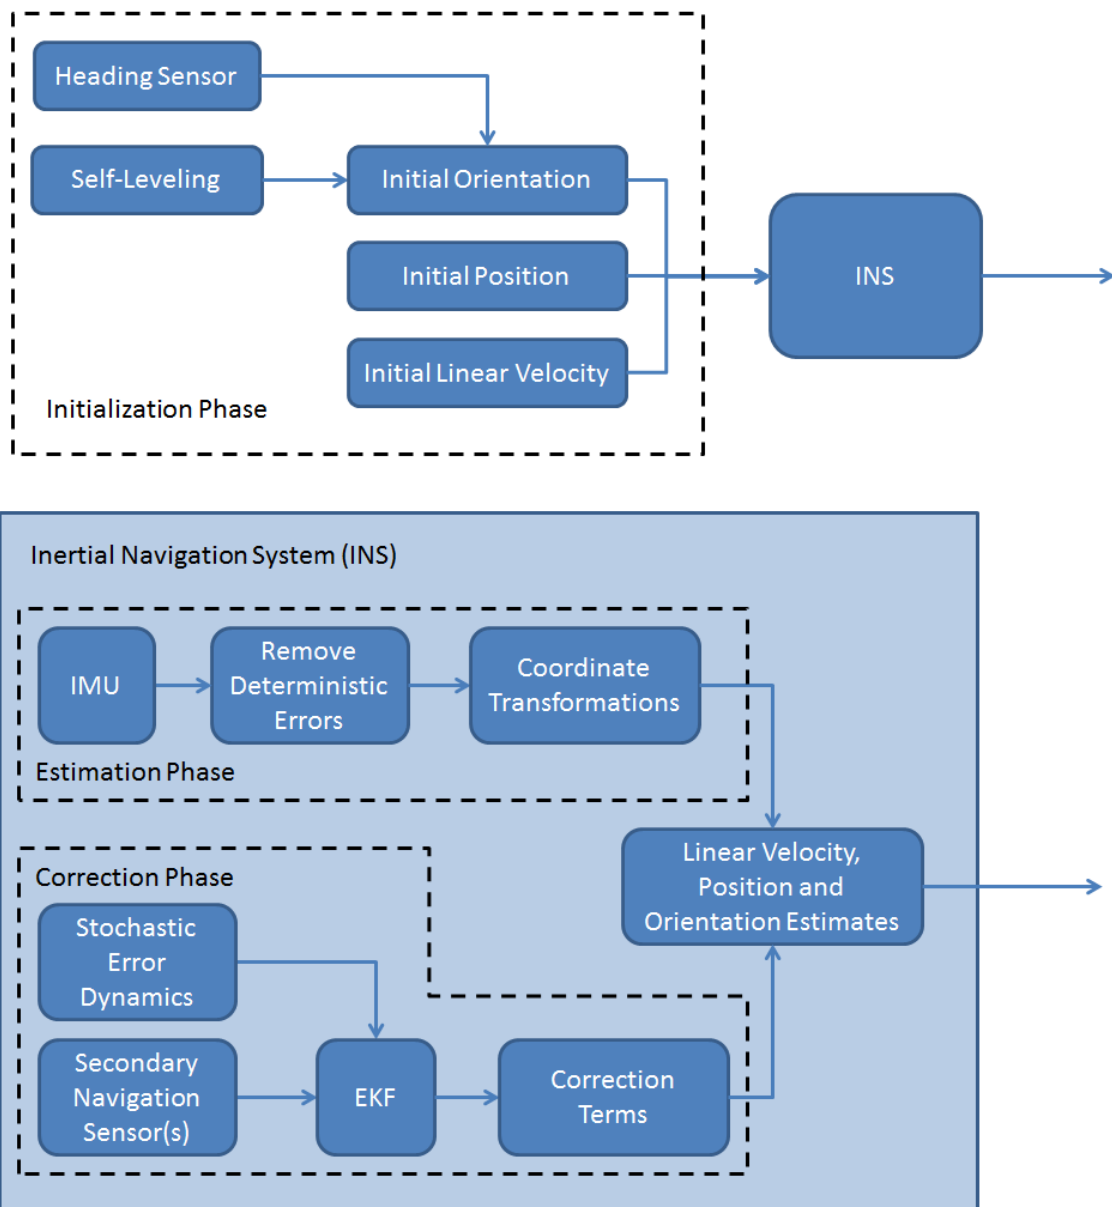 Heading Sensor
Self-Leveling
Initial Orientation
Initial Position
Initial Linear Velocity
INS
Initialization Phase
Inertial Navigation System (INS)
IMU
Remove
Deterministic
Errors
Coordinate
Transformations
Estimation Phase
Linear Velocity,
Position and
Orientation Estimates
Correction Phase
Stochastic
Error
Dynamics
Secondary
Navigation
Sensor(s)
EKF
Correction
Terms